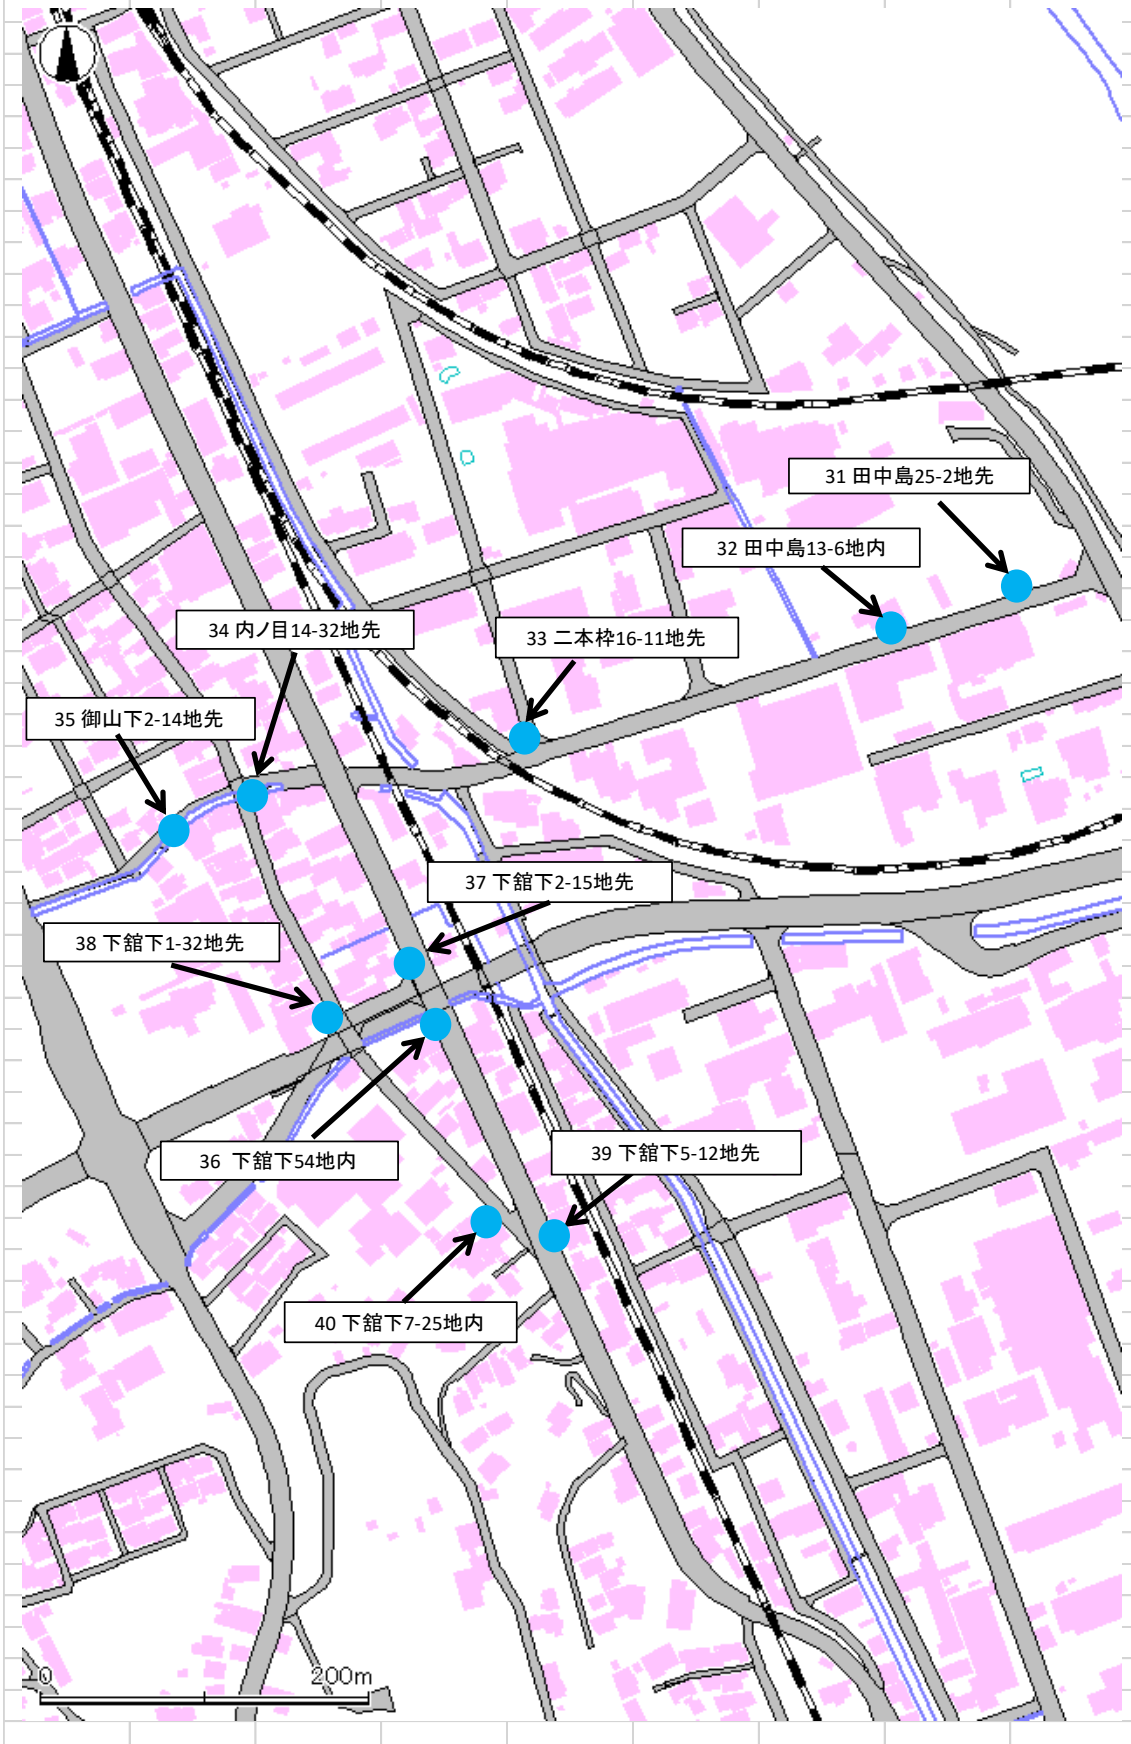 31 田中島25-2地先
32 田中島13-6地内
34 内ノ目14-32地先
33 二本枠16-11地先
35 御山下2-14地先
37 下舘下2-15地先
38 下舘下1-32地先
36 下舘下54地内
39 下舘下5-12地先
40 下舘下7-25地内
0 200m